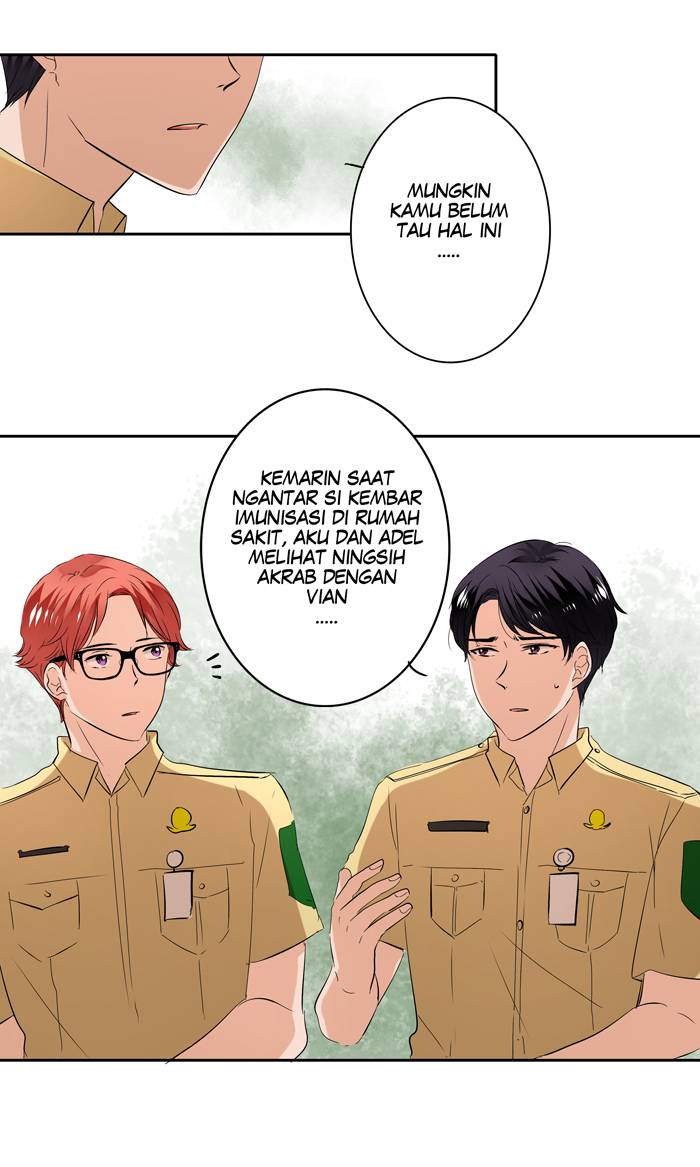 MUNGKIN
KAMU BELUM
TAU HAL INI
.....
KEMARIN SAAT
NGANTAR SI KEMBAR
IMUNISASI DI RUMAH
SAKIT, AKU DAN ADEL
MELIHAT NINGSIH
AKRAB DENGAN
VIAN
.....